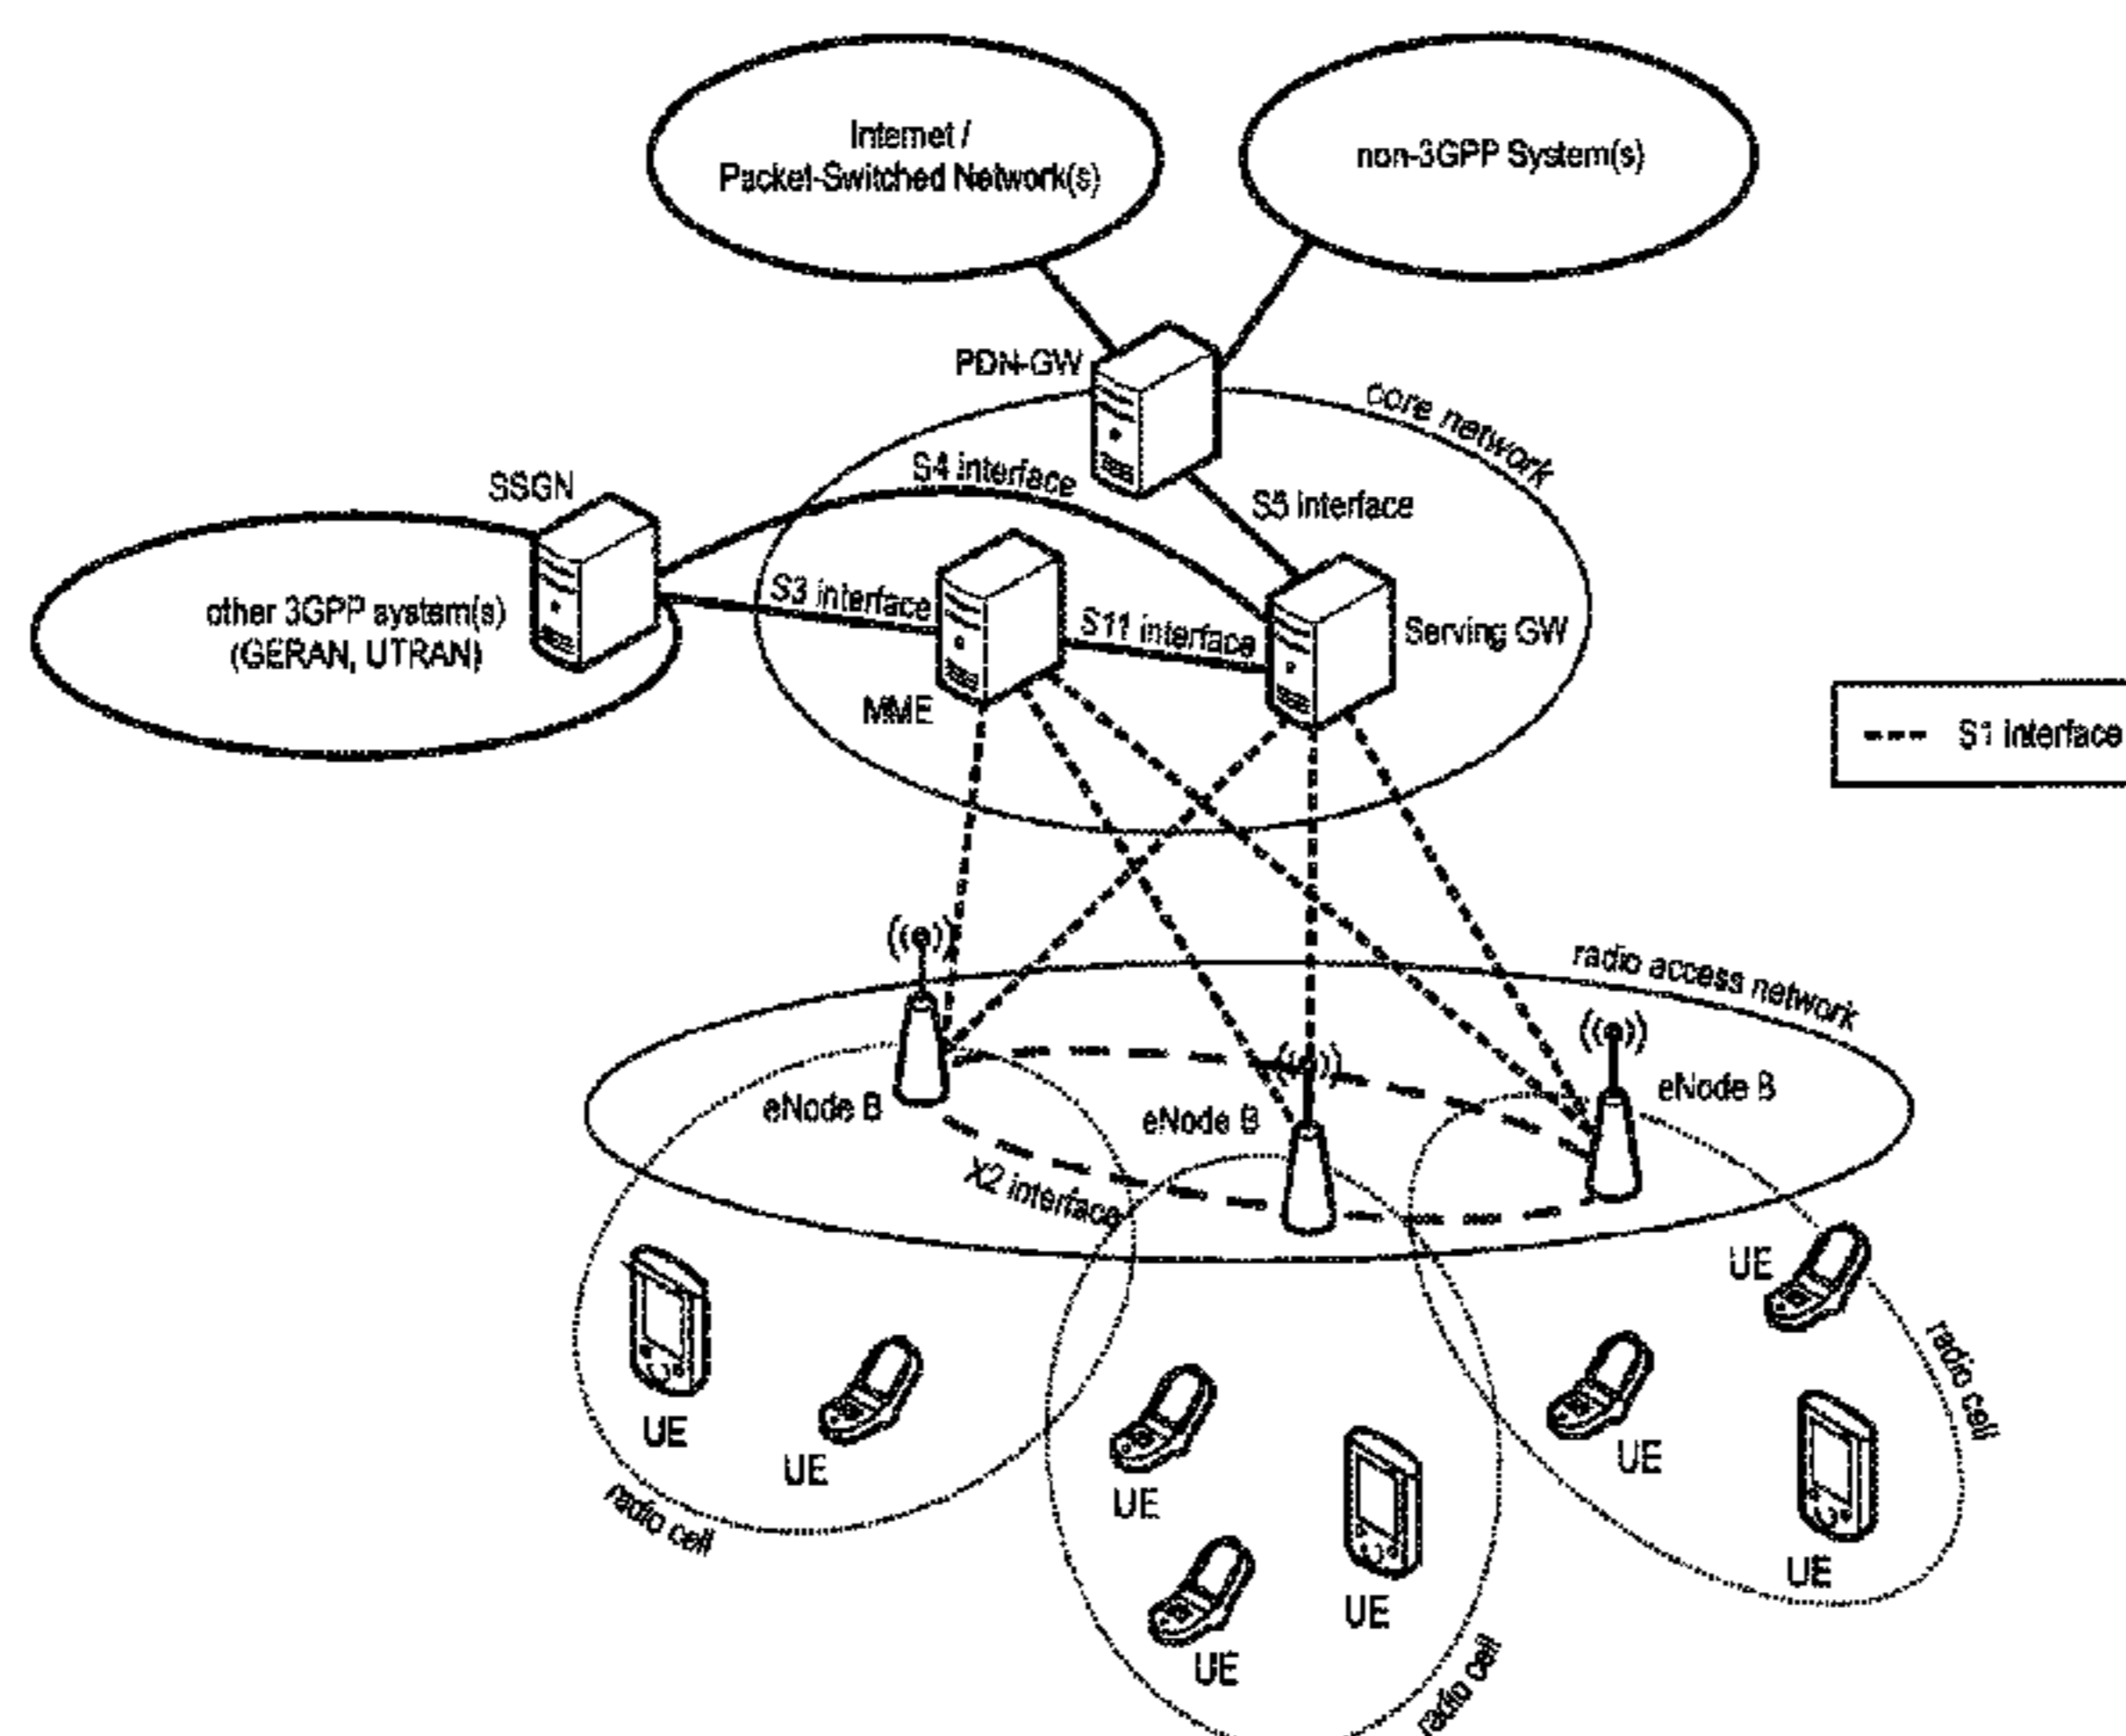 Internet /
Packet-Switched Network(s)
non-3GPP System(s)
PDN-GW
core network
SSGN
S4 interface
S5 interface
other 3GPP system(s)
(GERAN, UTRAN)
S3 interface
S11 interface
Serving GW
MME
S1 interface
radio access network
eNode B
eNode B
eNode B
X2 interface
UE
UE
UE
UE
UE
UE
UE
UE
radio cell
radio cell
radio cell